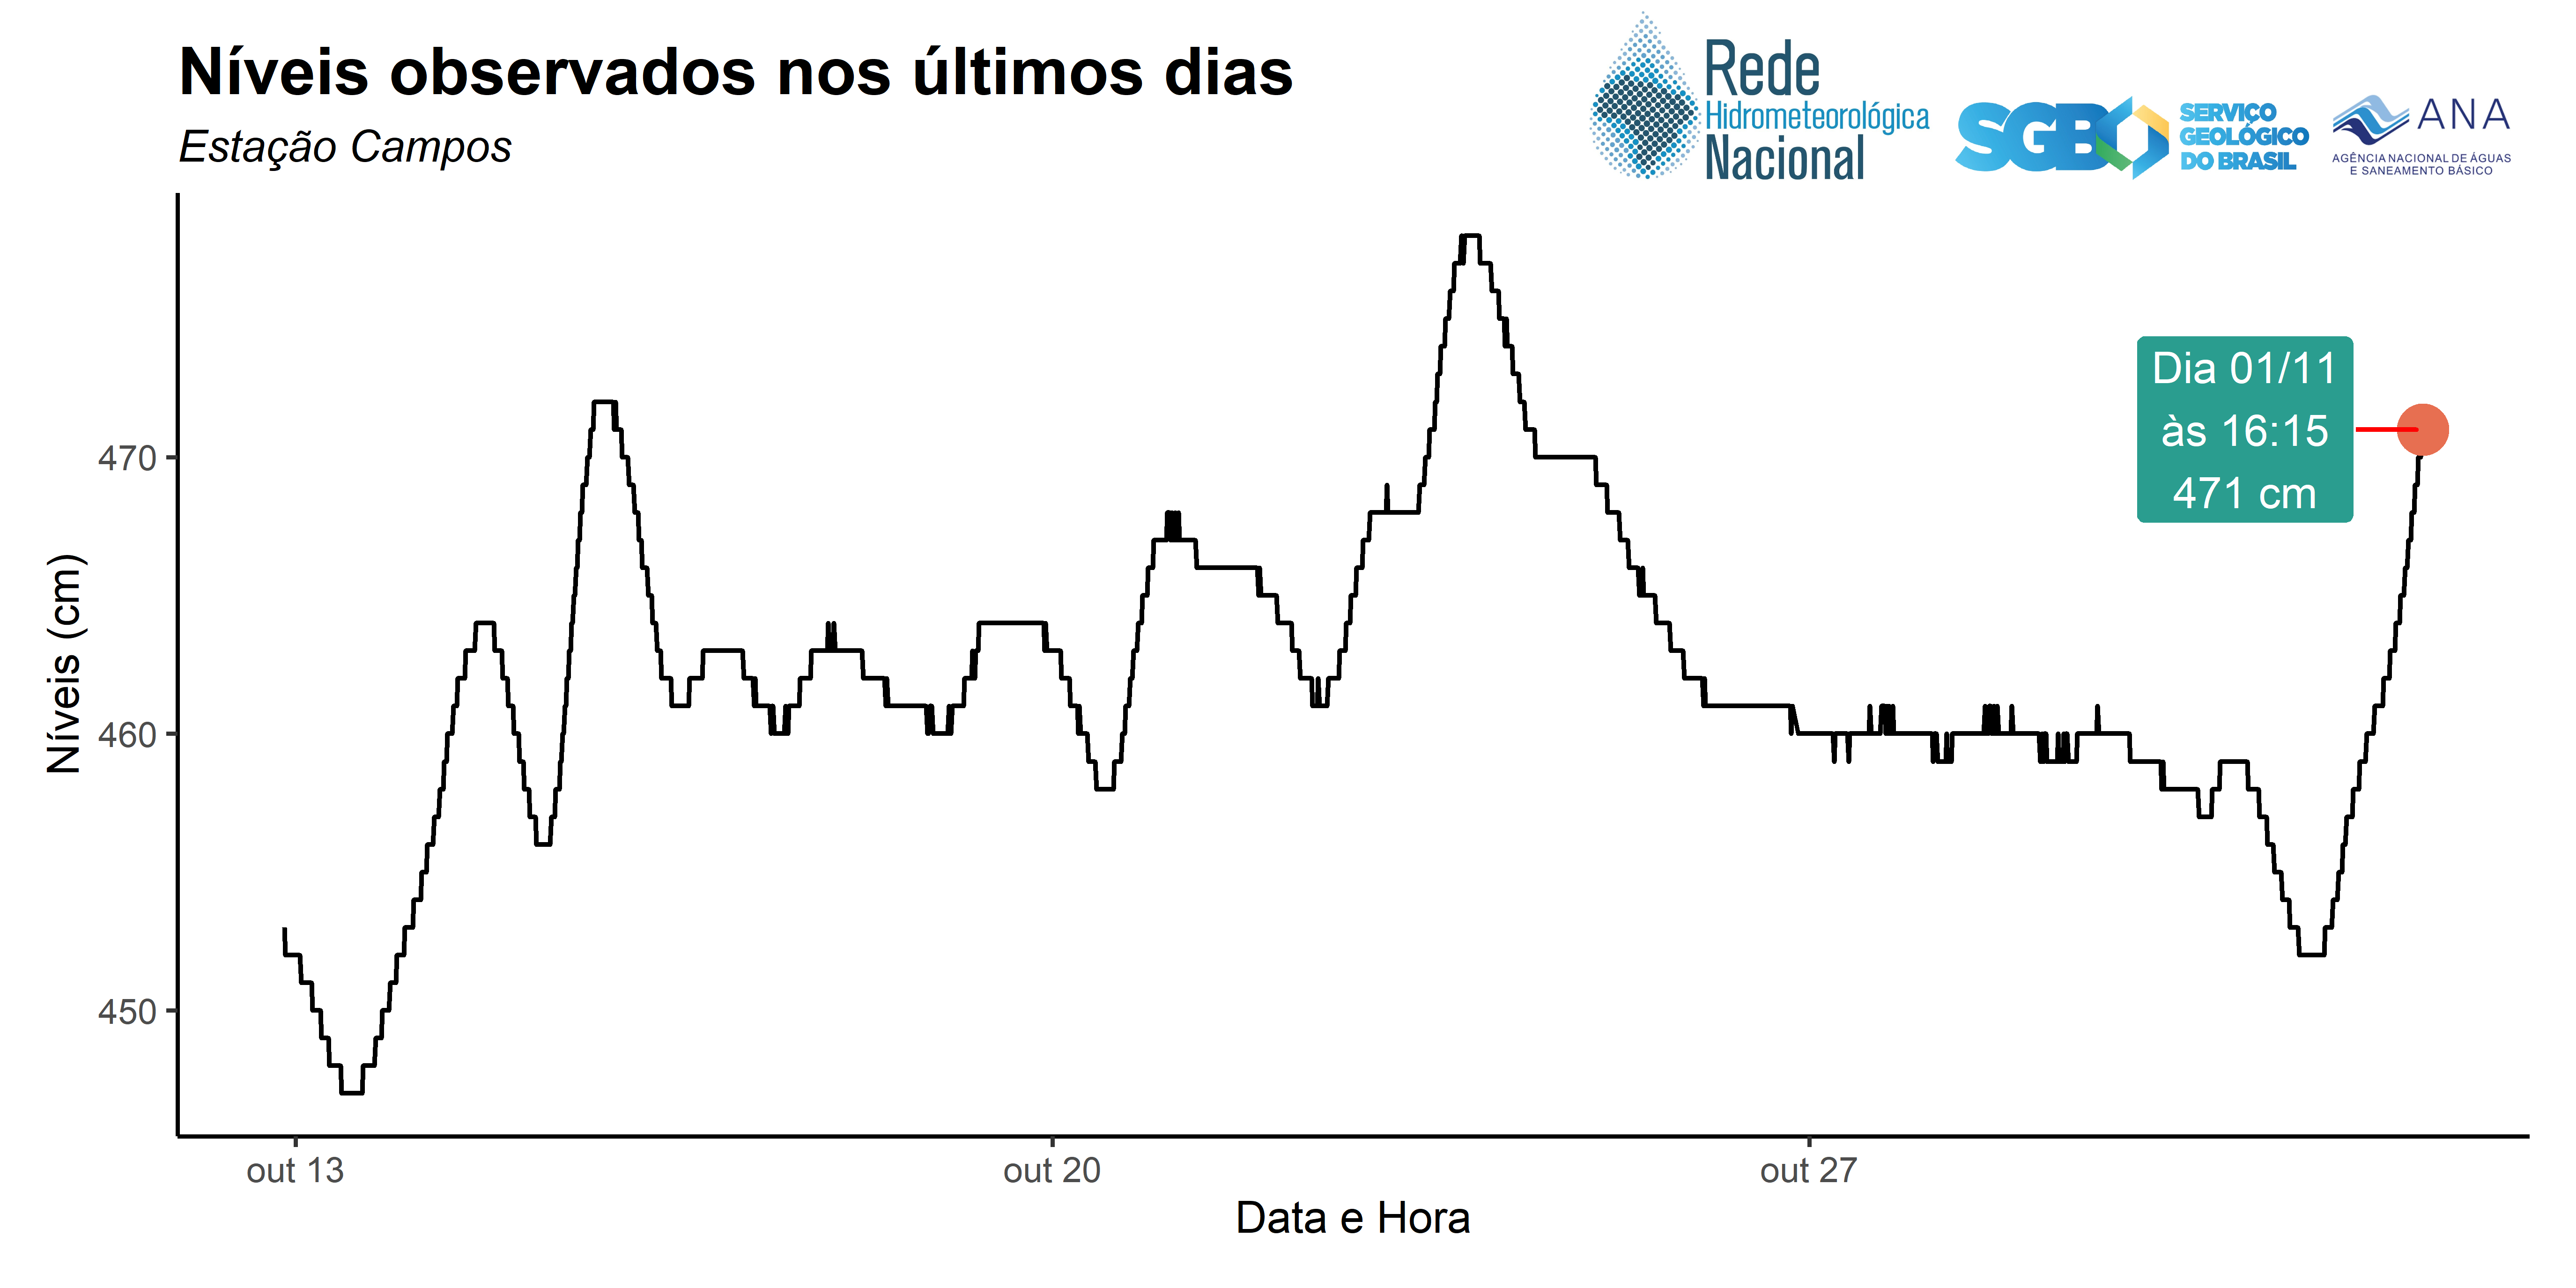 Níveis observados nos últimos dias
Estação Campos
Rede
Hidrometeorológica
Nacional
SGB
SERVIÇO
GEOLÓGICO
DO BRASIL
ANA
AGÊNCIA NACIONAL DE ÁGUAS
E SANEAMENTO BÁSICO
Dia 01/11
às 16:15
471 cm
470
460
450
Níveis (cm)
out 13
out 20
out 27
Data e Hora